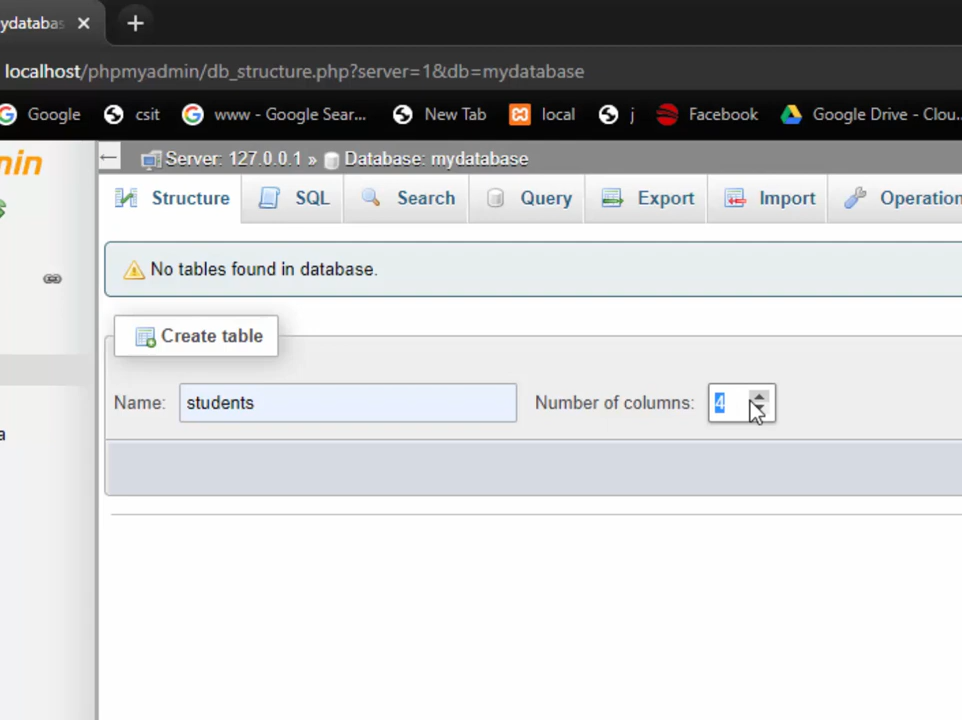 ydatabas
localhost/phpmyadmin/db_structure.php?server=1&db=mydatabase
Google csit www - Google Sear... New Tab local j Facebook Google Drive - Clou...
min
Server: 127.0.0.1 » Database: mydatabase
Structure SQL Search Query Export Import Operation
No tables found in database.
Create table
Name: students Number of columns: 4
a